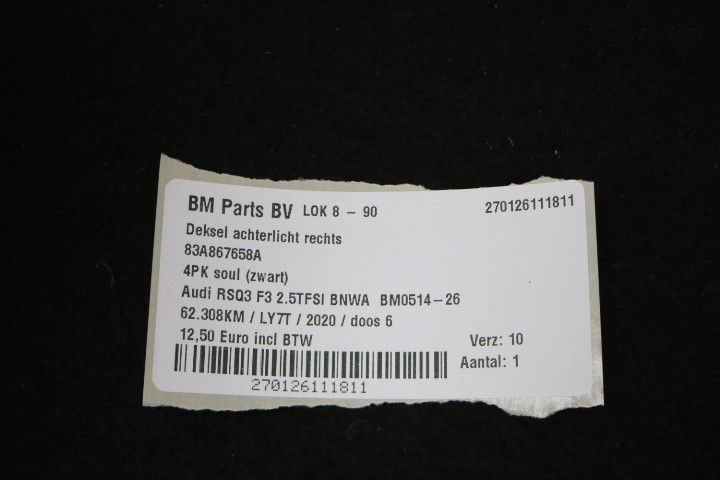 BM Parts BV LOK 8 - 90 270126111811
Deksel achterlicht rechts
83A867658A
4PK soul (zwart)
Audi RSQ3 F3 2.5TFSI BNWA BM0514-26
62.308KM / LY7T / 2020 / doos 6
12,50 Euro incl BTW Verz: 10
Aantal: 1
270126111811